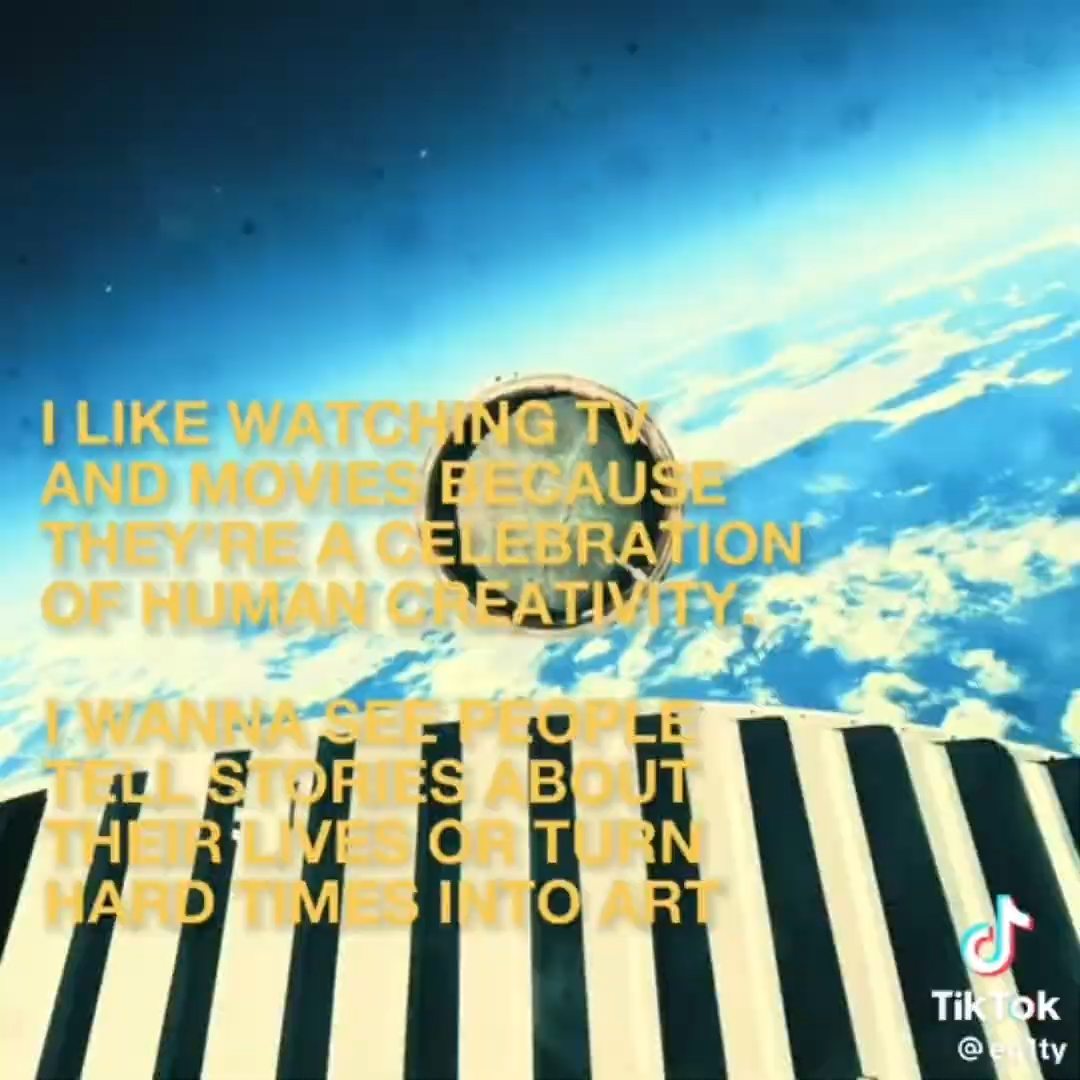 I LIKE WATCHING TV
AND MOVIES BECAUSE
THEY'RE A CELEBRATION
OF HUMAN CREATIVITY.
I WANNA SEE PEOPLE
TELL STORIES ABOUT
THEIR LIVES OR TURN
HARD TIMES INTO ART
TikTok